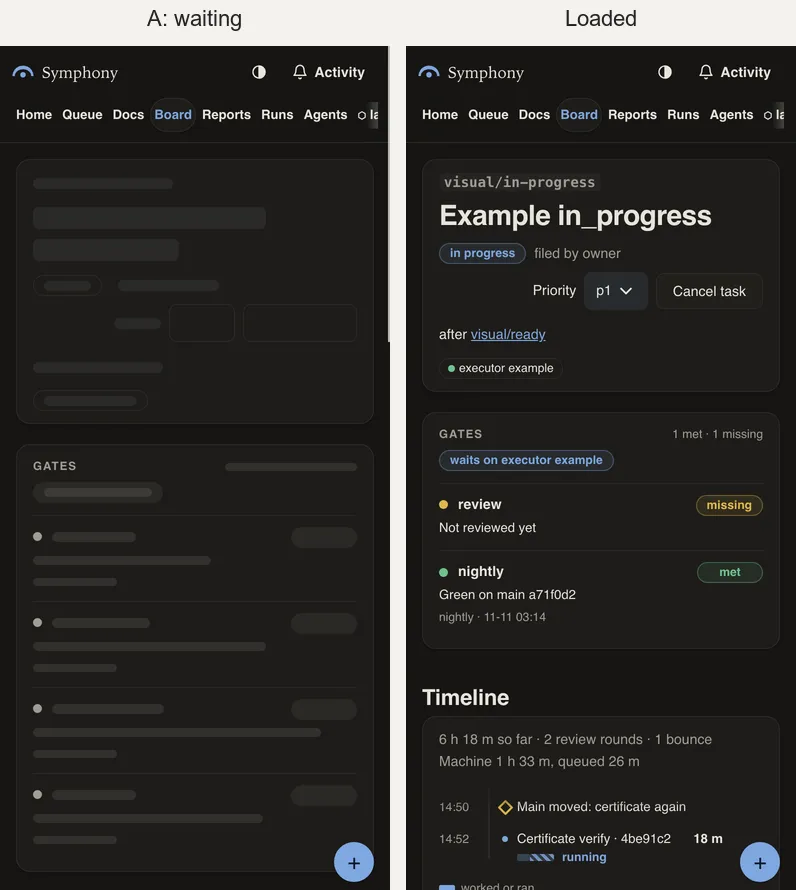 A: waiting
Symphony
Activity
Home Queue Docs Board Reports Runs Agents
GATES
Loaded
Symphony
Activity
Home Queue Docs Board Reports Runs Agents
visual/in-progress
Example in_progress
in progress filed by owner
Priority p1 Cancel task
after visual/ready
executor example
GATES 1 met · 1 missing
waits on executor example
review missing
Not reviewed yet
nightly met
Green on main a71f0d2
nightly · 11-11 03:14
Timeline
6 h 18 m so far · 2 review rounds · 1 bounce
Machine 1 h 33 m, queued 26 m
14:50 Main moved: certificate again
14:52 Certificate verify · 4be91c2 18 m
running
worked or ran